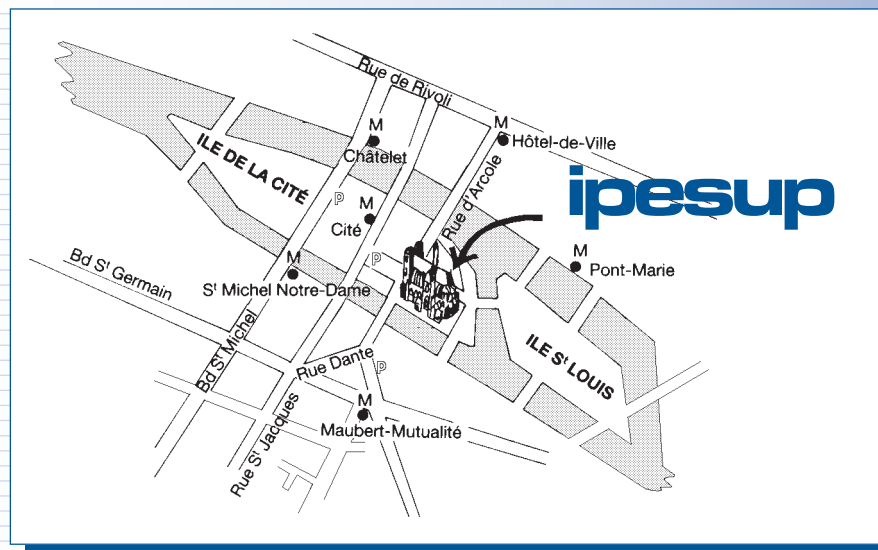 Rue de Rivoli
M
Châtelet
M
Hôtel-de-Ville
ILE DE LA CITÉ
Rue d'Arcole
ipesup
P
M
Cité
P
M
Pont-Marie
M
Sᵗ Michel Notre-Dame
Bd Sᵗ Germain
Bd Sᵗ Michel
Rue Dante
P
ILE Sᵗ LOUIS
M
Maubert-Mutualité
Rue Sᵗ Jacques